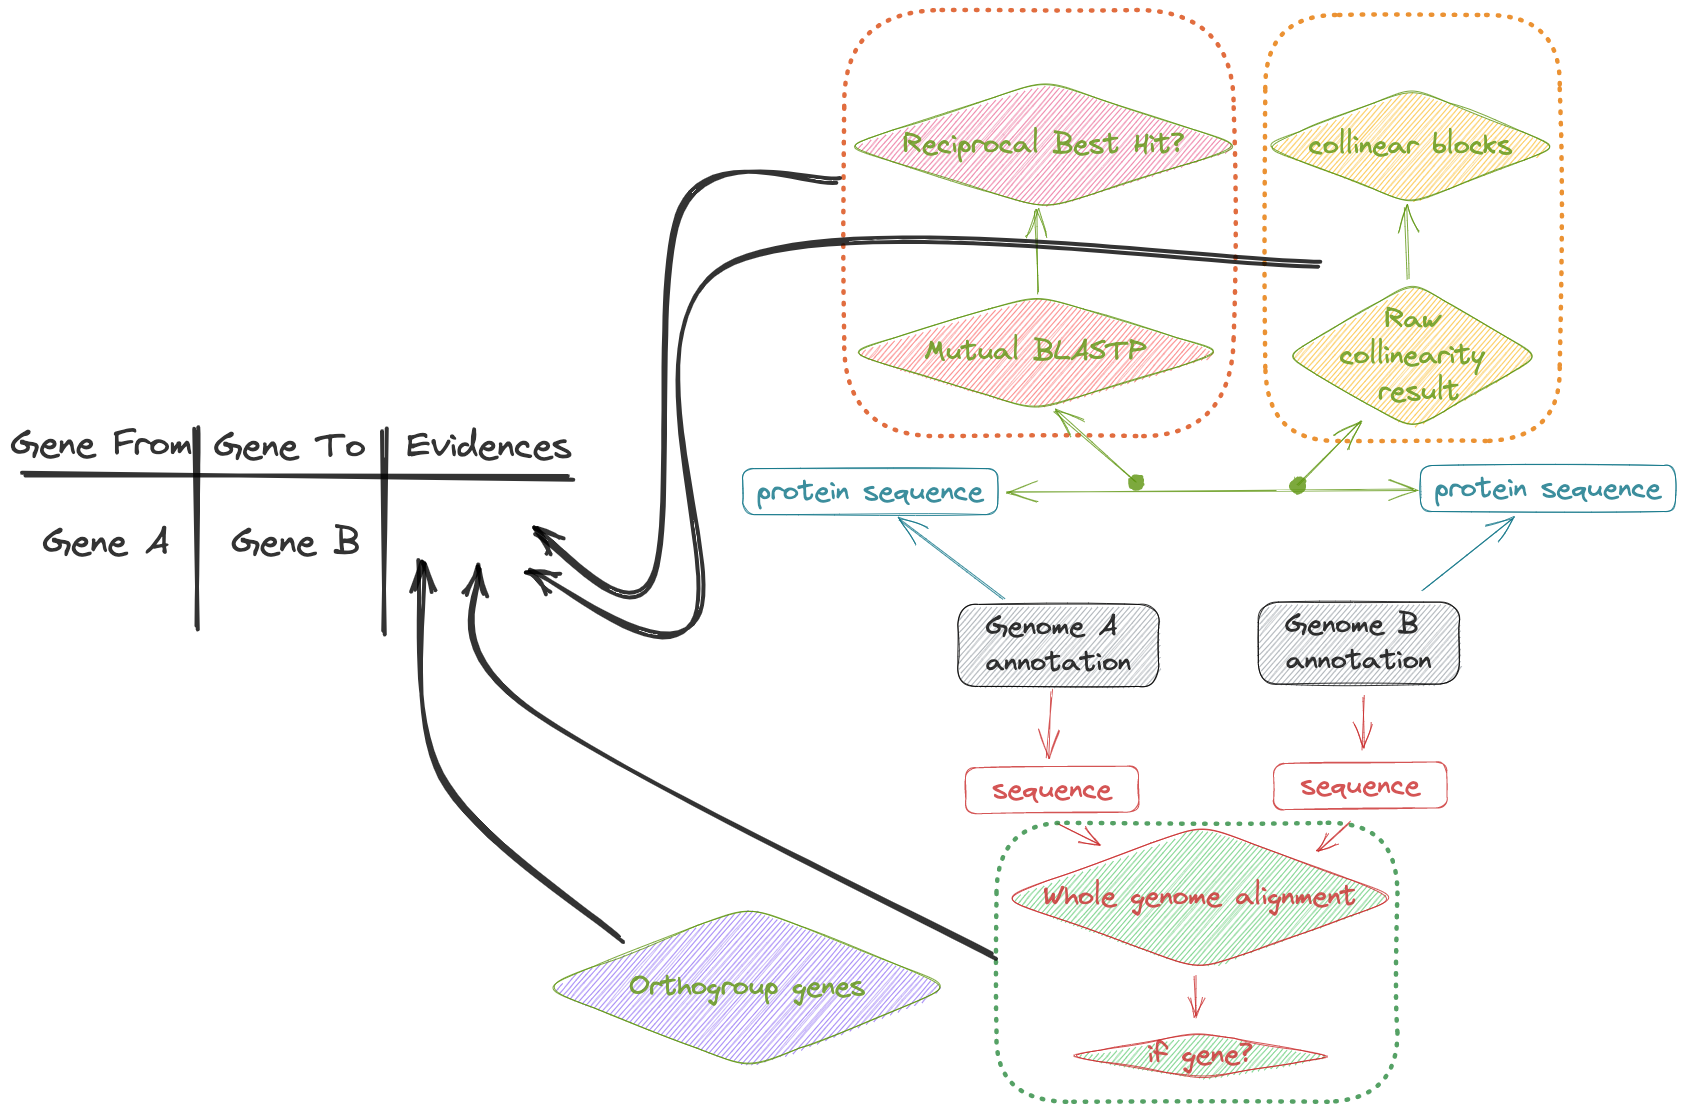 Reciprocal Best Hit?
collinear blocks
Mutual BLASTP
Raw
collinearity
result
Gene From
Gene To
Evidences
Gene A
Gene B
protein sequence
protein sequence
Genome A
annotation
Genome B
annotation
sequence
sequence
Whole genome alignment
if gene?
Orthogroup genes